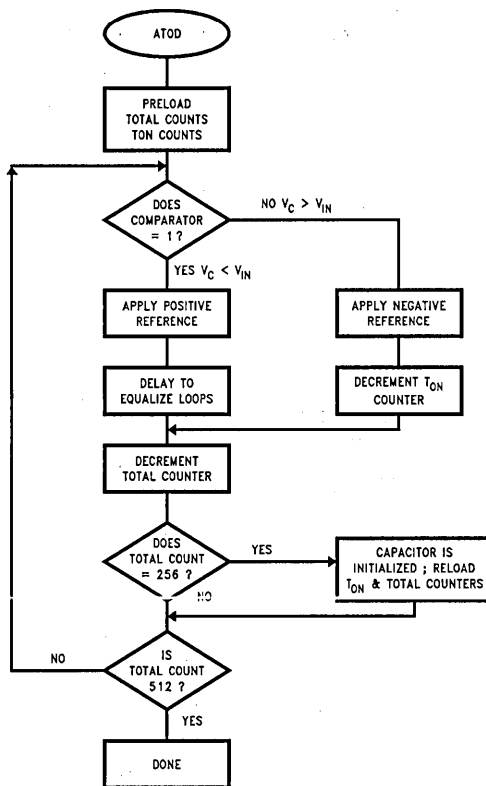 ATOD
PRELOAD
TOTAL COUNTS
TON COUNTS
DOES
COMPARATOR
= 1 ?
NO V_C > V_IN
YES V_C < V_IN
APPLY POSITIVE
REFERENCE
APPLY NEGATIVE
REFERENCE
DELAY TO
EQUALIZE LOOPS
DECREMENT T_ON
COUNTER
DECREMENT
TOTAL COUNTER
DOES
TOTAL COUNT
= 256 ?
YES
CAPACITOR IS
INITIALIZED ; RELOAD
T_ON & TOTAL COUNTERS
NO
NO
IS
TOTAL COUNT
512 ?
YES
DONE